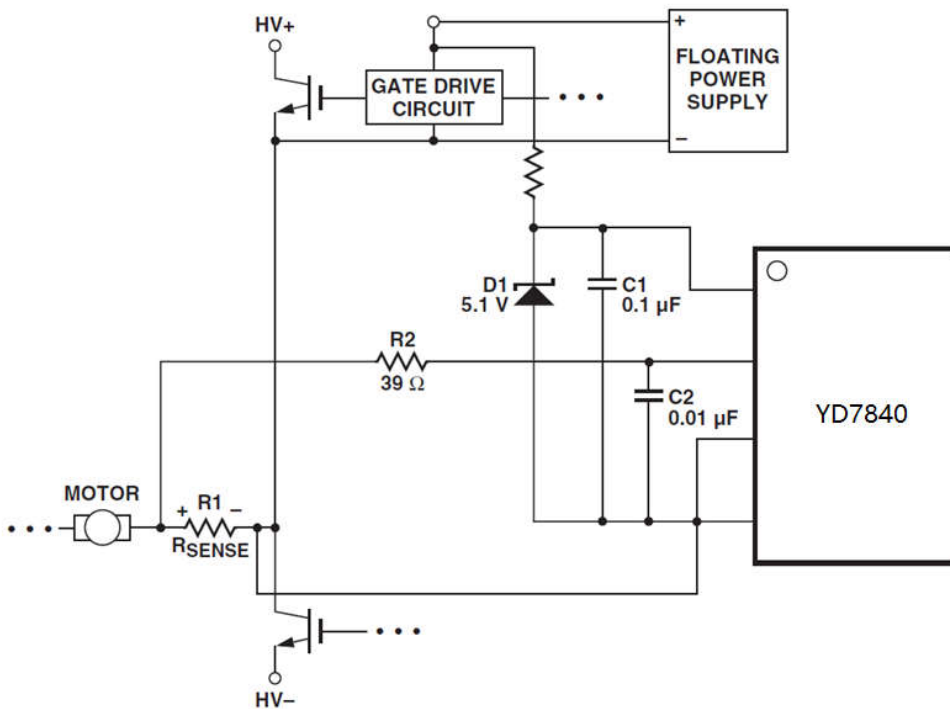 HV+
+
FLOATING
POWER
SUPPLY
–
GATE DRIVE
CIRCUIT
• • •
D1
5.1 V
C1
0.1 µF
R2
39 Ω
C2
0.01 µF
YD7840
MOTOR
• • •
+
R1
–
RSENSE
• • •
HV–